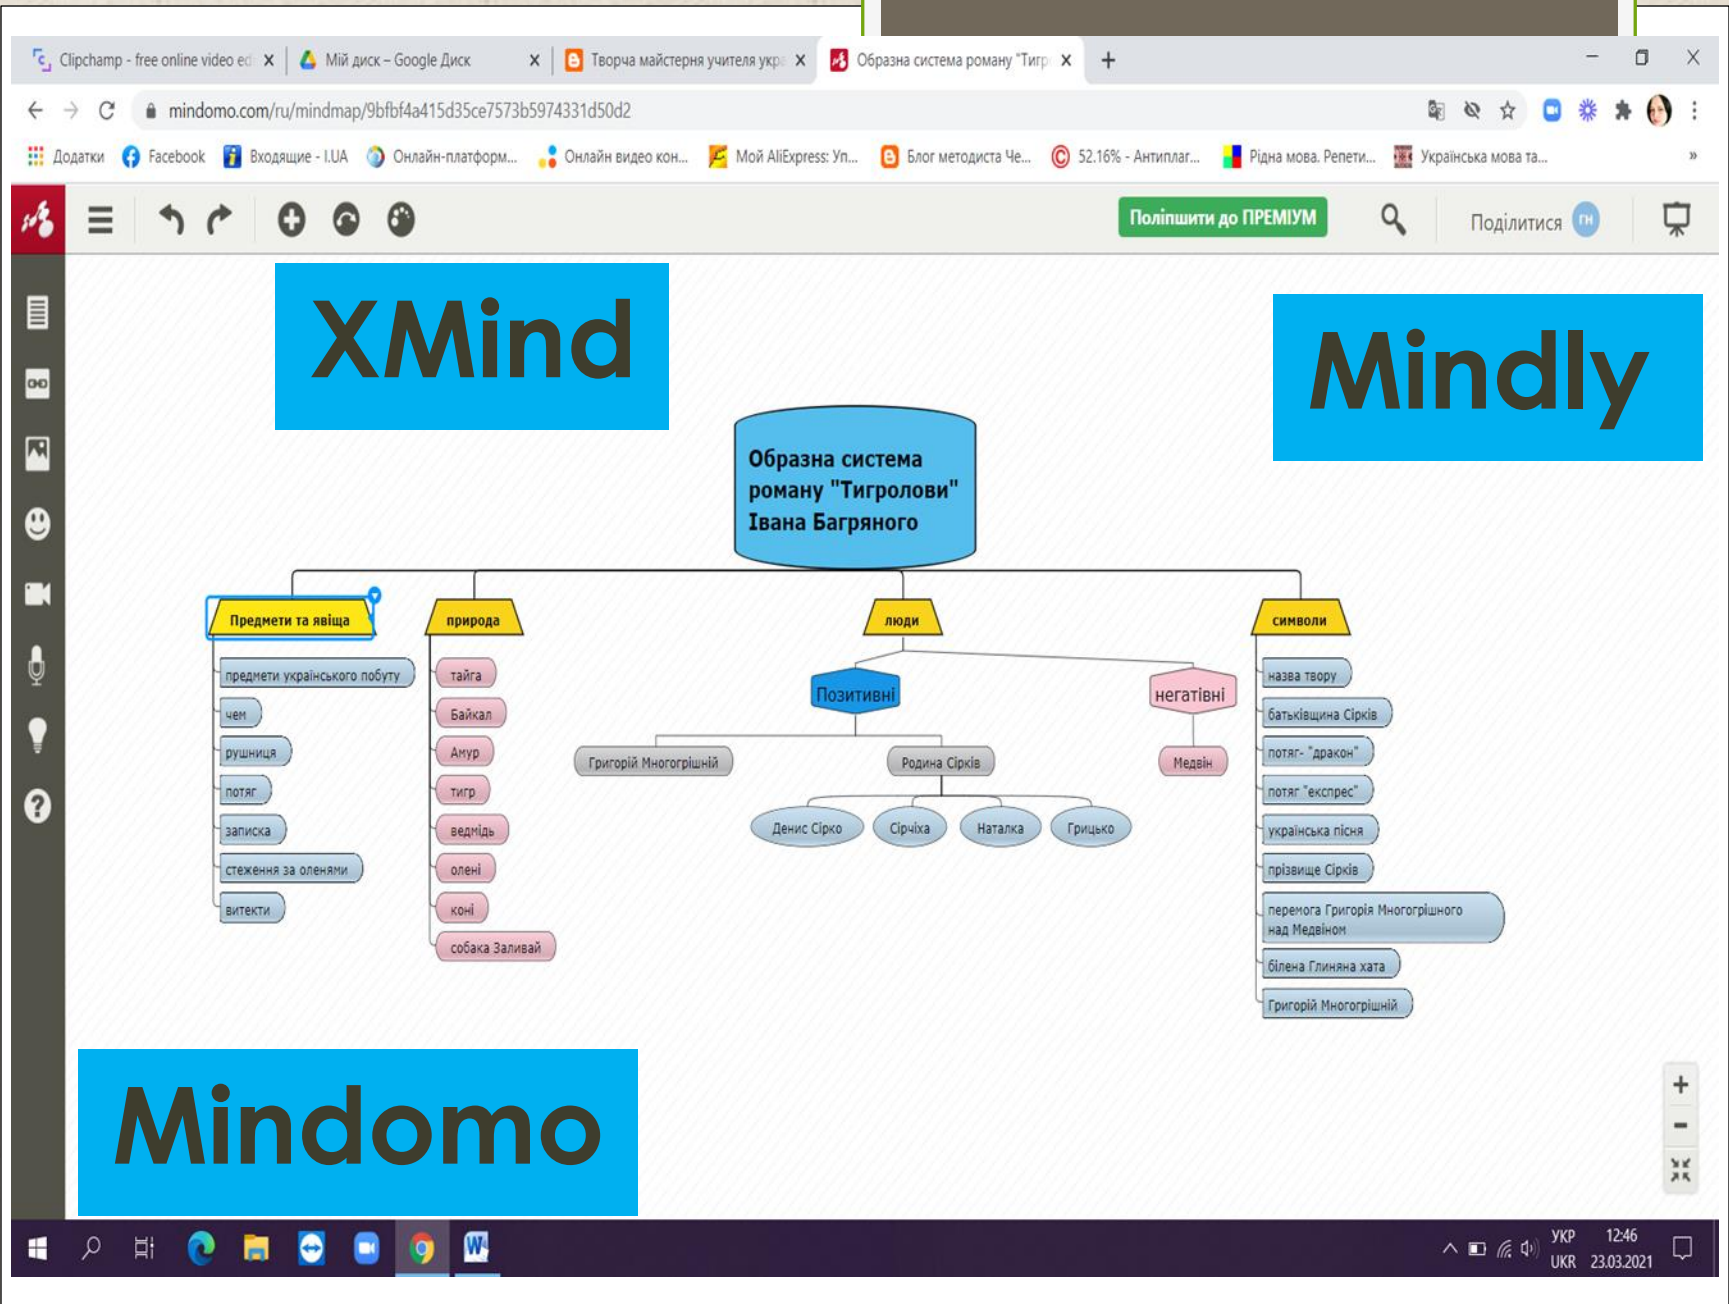 Clipchamp - free online video ed
Мій диск – Google Диск
Творча майстерня учителя укра
Образна система роману "Тигр
mindomo.com/ru/mindmap/9bfbf4a415d35ce7573b5974331d50d2
Додатки
Facebook
Входящие - I.UA
Онлайн-платформ...
Онлайн видео кон...
Мой AliExpress: Уп...
Блог методиста Че...
52.16% - Антиплаг...
Рідна мова. Репети...
Українська мова та...
»
Поліпшити до ПРЕМІУМ
Поділитися
ГН
XMind
Mindly
Образна система
роману "Тигролови"
Івана Багряного
Предмети та явіща
предмети українського побуту
чем
рушниця
потяг
записка
стеження за оленями
витекти
природа
тайга
Байкал
Амур
тигр
ведмідь
олені
коні
собака Заливай
люди
Позитивні
негатівні
Григорій Многогрішній
Родина Сірків
Медвін
Денис Сірко
Сірчіха
Наталка
Грицько
символи
назва твору
батьківщина Сірків
потяг- "дракон"
потяг "експрес"
українська пісня
прізвище Сірків
перемога Григорія Многогрішного
над Медвіном
білена Глиняна хата
Григорій Многогрішній
Mindomo
УКР
UKR
12:46
23.03.2021